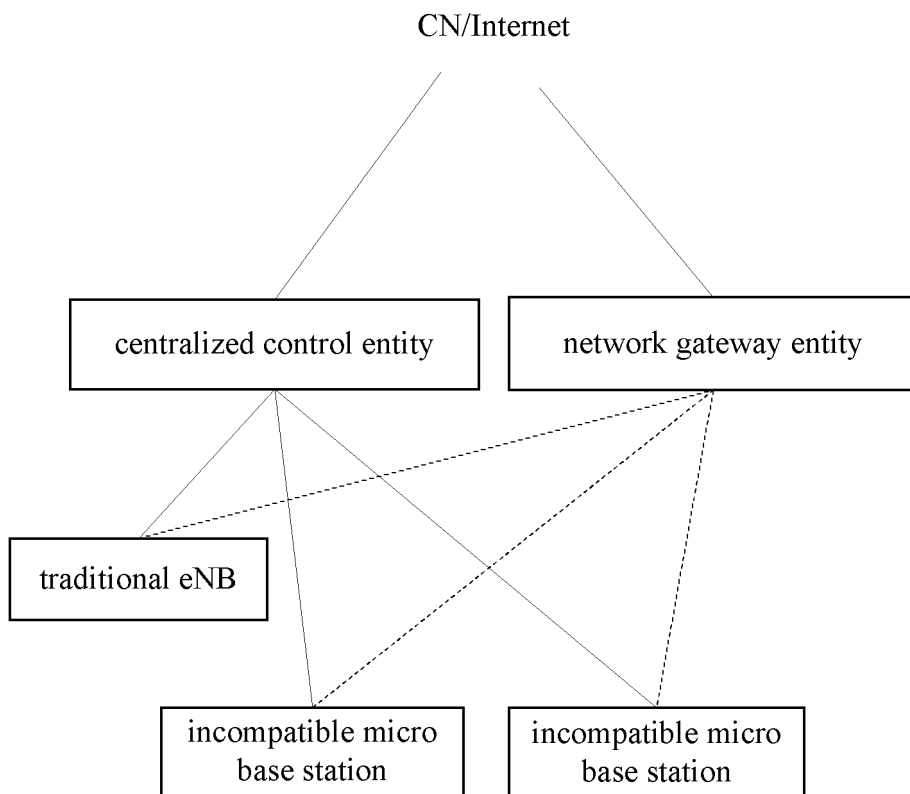 CN/Internet
centralized control entity
network gateway entity
traditional eNB
incompatible micro
base station
incompatible micro
base station